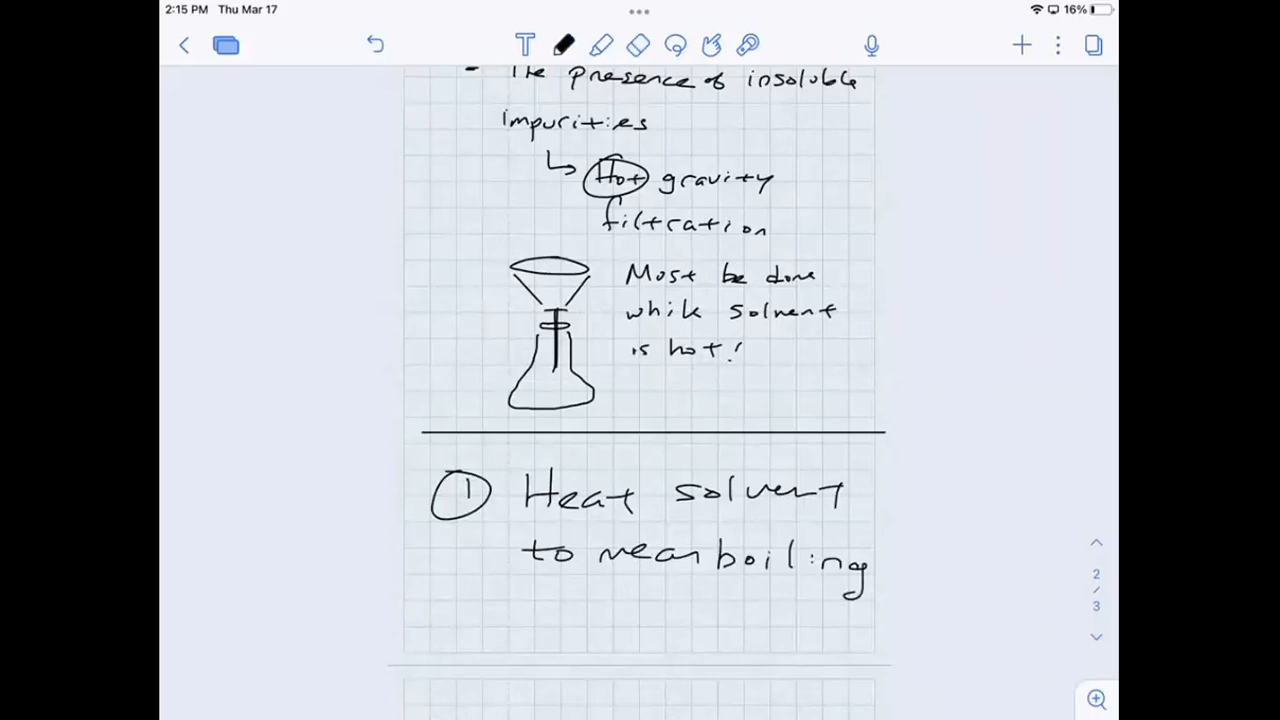 2:15 PM Thu Mar 17
16%
- The presence of insoluble
impurities
↳ Hot gravity
filtration
Must be done
while solvent
is hot!
① Heat solvent
to near boiling
2
/
3